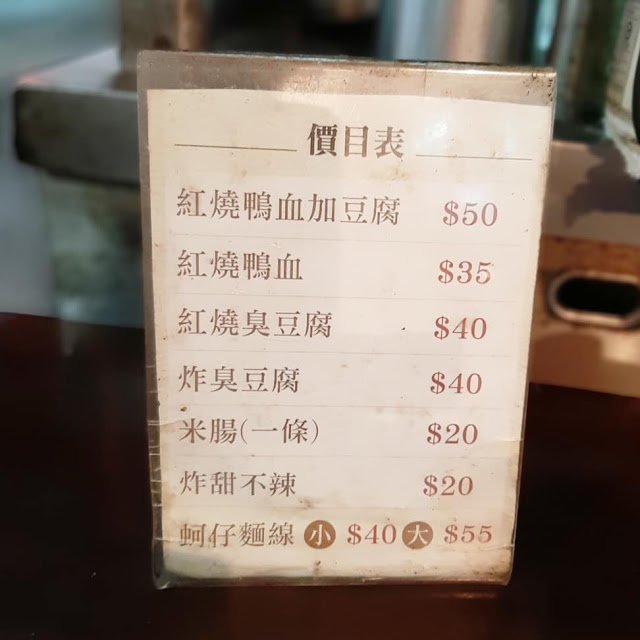 價目表
紅燒鴨血加豆腐 $50
紅燒鴨血 $35
紅燒臭豆腐 $40
炸臭豆腐 $40
米腸(一條) $20
炸甜不辣 $20
蚵仔麵線 小 $40 大 $55